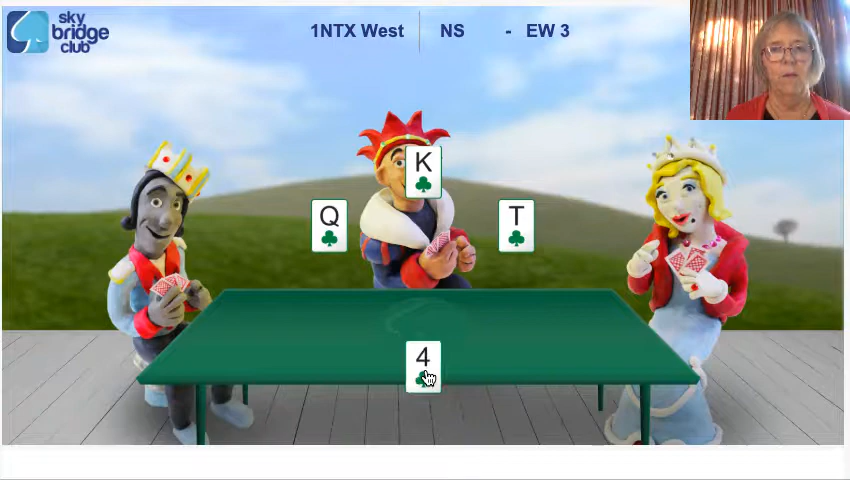 sky
bridge
club
1NTX West
NS
- EW 3
K
Q
T
4